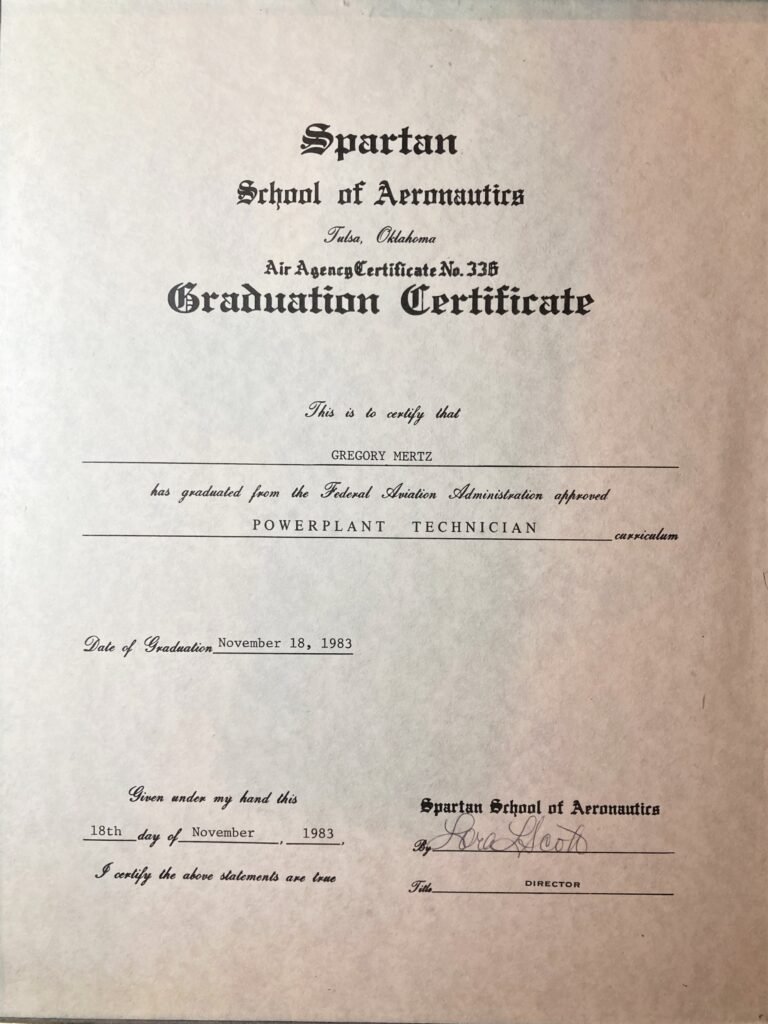 Spartan
School of Aeronautics
Tulsa, Oklahoma
Air Agency Certificate No. 336
Graduation Certificate
This is to certify that
GREGORY MERTZ
has graduated from the Federal Aviation Administration approved
POWERPLANT TECHNICIAN curriculum
Date of Graduation November 18, 1983
Given under my hand this
18th day of November, 1983,
I certify the above statements are true
Spartan School of Aeronautics
By Lora L Scott
Title DIRECTOR